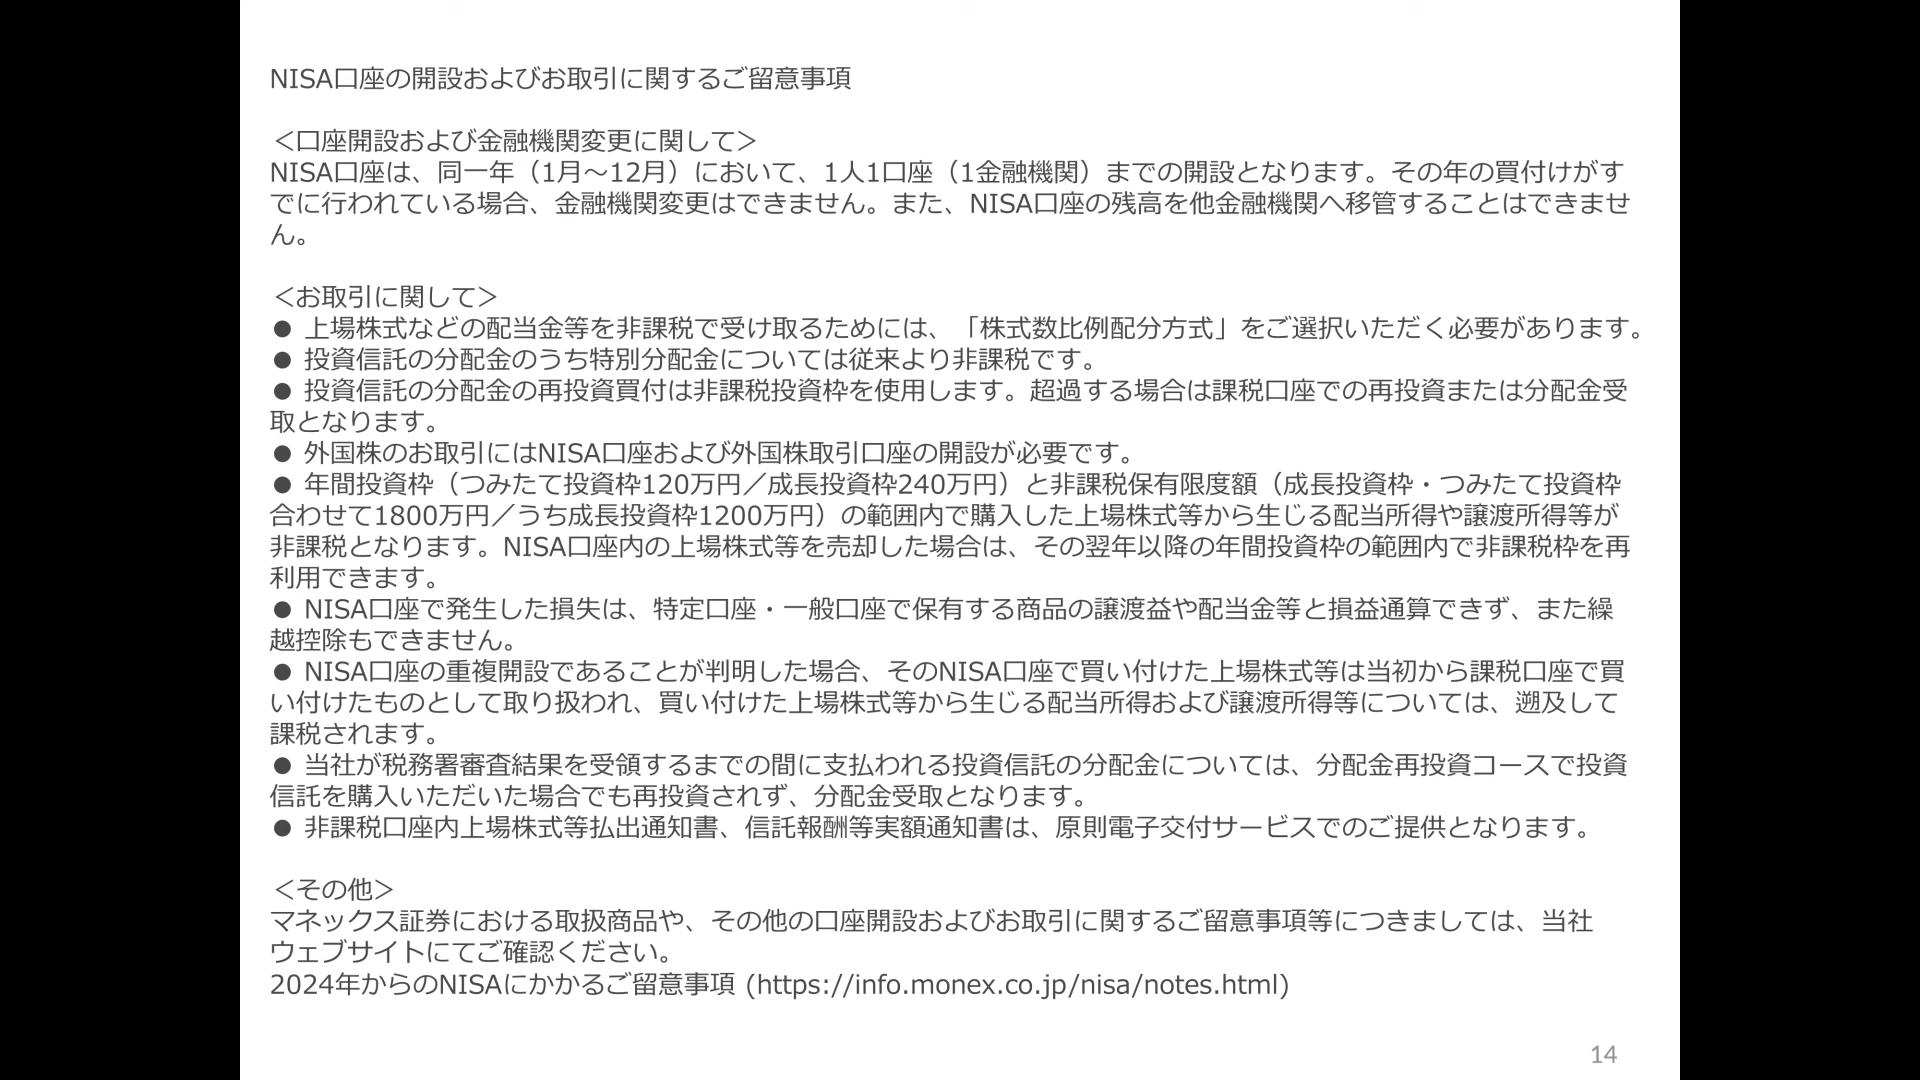 NISA口座の開設およびお取引に関するご留意事項
＜口座開設および金融機関変更に関して＞
NISA口座は、同一年（1月～12月）において、1人1口座（1金融機関）までの開設となります。その年の買付けがす
でに行われている場合、金融機関変更はできません。また、NISA口座の残高を他金融機関へ移管することはできませ
ん。
＜お取引に関して＞
● 上場株式などの配当金等を非課税で受け取るためには、「株式数比例配分方式」をご選択いただく必要があります。
● 投資信託の分配金のうち特別分配金については従来より非課税です。
● 投資信託の分配金の再投資買付は非課税投資枠を使用します。超過する場合は課税口座での再投資または分配金受
取となります。
● 外国株のお取引にはNISA口座および外国株取引口座の開設が必要です。
● 年間投資枠（つみたて投資枠120万円／成長投資枠240万円）と非課税保有限度額（成長投資枠・つみたて投資枠
合わせて1800万円／うち成長投資枠1200万円）の範囲内で購入した上場株式等から生じる配当所得や譲渡所得等が
非課税となります。NISA口座内の上場株式等を売却した場合は、その翌年以降の年間投資枠の範囲内で非課税枠を再
利用できます。
● NISA口座で発生した損失は、特定口座・一般口座で保有する商品の譲渡益や配当金等と損益通算できず、また繰
越控除もできません。
● NISA口座の重複開設であることが判明した場合、そのNISA口座で買い付けた上場株式等は当初から課税口座で買
い付けたものとして取り扱われ、買い付けた上場株式等から生じる配当所得および譲渡所得等については、遡及して
課税されます。
● 当社が税務署審査結果を受領するまでの間に支払われる投資信託の分配金については、分配金再投資コースで投資
信託を購入いただいた場合でも再投資されず、分配金受取となります。
● 非課税口座内上場株式等払出通知書、信託報酬等実額通知書は、原則電子交付サービスでのご提供となります。
＜その他＞
マネックス証券における取扱商品や、その他の口座開設およびお取引に関するご留意事項等につきましては、当社
ウェブサイトにてご確認ください。
2024年からのNISAにかかるご留意事項 (https://info.monex.co.jp/nisa/notes.html)
14